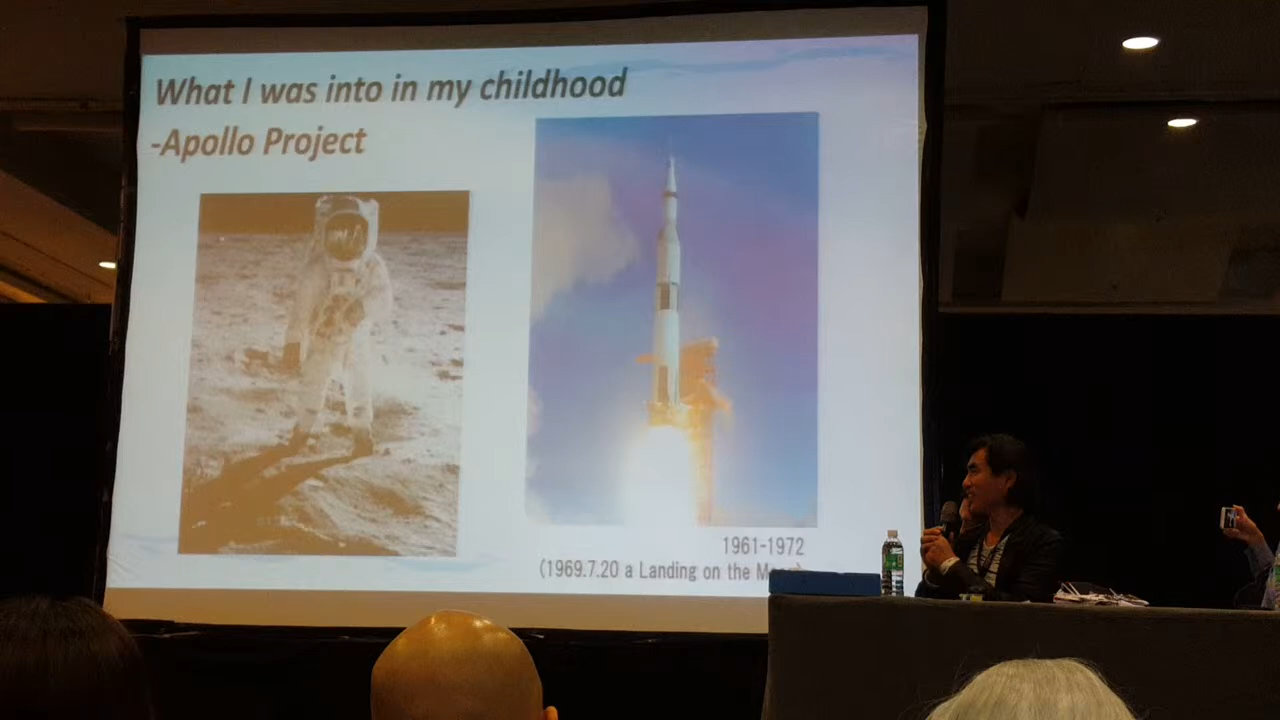 What I was into in my childhood
-Apollo Project
1961-1972
(1969.7.20 a Landing on the